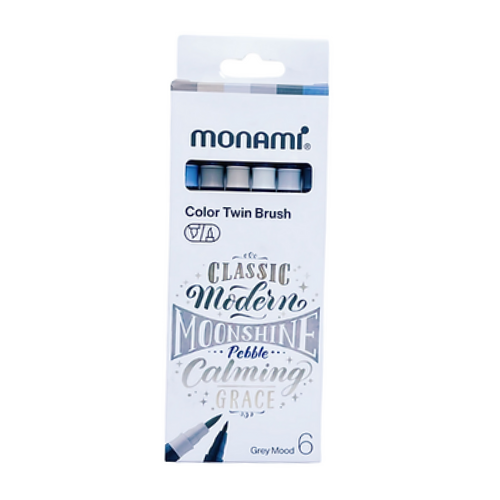 monami®
Color Twin Brush
CLASSIC
Modern
MOONSHINE
Pebble
Calming
GRACE
Grey Mood 6